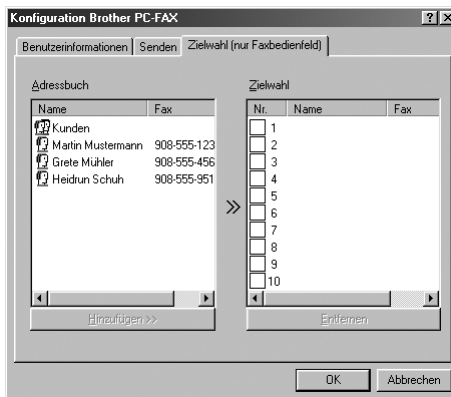 Konfiguration Brother PC-FAX
Benutzerinformationen Senden Zielwahl (nur Faxbedienfeld)
Adressbuch
Name Fax
Kunden
Martin Mustermann 908-555-123
Grete Mühler 908-555-456
Heidrun Schuh 908-555-951
Hinzufügen >>
>>
Zielwahl
Nr. Name Fax
1
2
3
4
5
6
7
8
9
10
Entfernen
OK Abbrechen